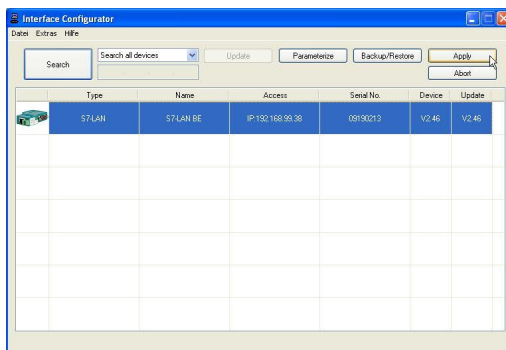 Interface Configurator
Datei Extras Hilfe
Search
Search all devices
Update
Parameterize
Backup/Restore
Apply
Abort
Type Name Access Serial No. Device Update
S7-LAN S7-LAN BE IP:192.168.99.38 09190213 V2.46 V2.46